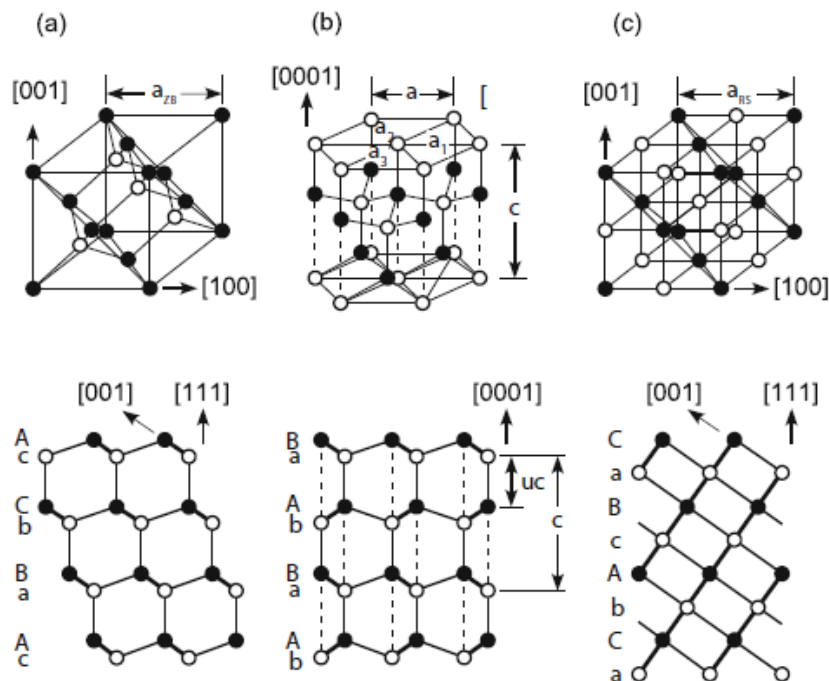 (a) (b) (c)
[001] a_ZB [0001] a [ [001] a_RS
a₂ a₁
a₃
c
[100] [100]
[001] [111] [0001] [001] [111]
A B C
c a a
uc
C A B
b b c
c
B B A
a a b
A A C
c b a